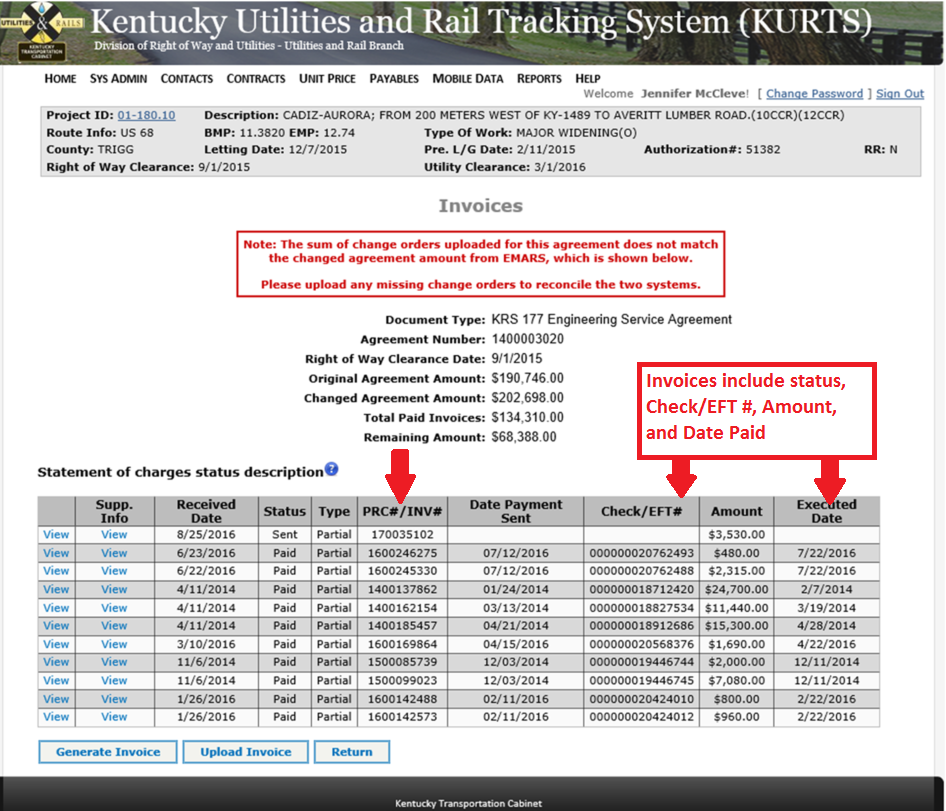 UTILITIES & RAILS
KENTUCKY
TRANSPORTATION
CABINET
Kentucky Utilities and Rail Tracking System (KURTS)
Division of Right of Way and Utilities - Utilities and Rail Branch
HOME SYS ADMIN CONTACTS CONTRACTS UNIT PRICE PAYABLES MOBILE DATA REPORTS HELP
Welcome Jennifer McCleve! [ Change Password ] Sign Out
Project ID: 01-180.10 Description: CADIZ-AURORA; FROM 200 METERS WEST OF KY-1489 TO AVERITT LUMBER ROAD.(10CCR)(12CCR)
Route Info: US 68 BMP: 11.3820 EMP: 12.74 Type Of Work: MAJOR WIDENING(O)
County: TRIGG Letting Date: 12/7/2015 Pre. L/G Date: 2/11/2015 Authorization#: 51382 RR: N
Right of Way Clearance: 9/1/2015 Utility Clearance: 3/1/2016
Invoices
Note: The sum of change orders uploaded for this agreement does not match
the changed agreement amount from EMARS, which is shown below.
Please upload any missing change orders to reconcile the two systems.
Document Type: KRS 177 Engineering Service Agreement
Agreement Number: 1400003020
Right of Way Clearance Date: 9/1/2015
Original Agreement Amount: $190,746.00
Changed Agreement Amount: $202,698.00
Total Paid Invoices: $134,310.00
Remaining Amount: $68,388.00
Invoices include status,
Check/EFT #, Amount,
and Date Paid
Statement of charges status description ?
Supp. Info Received Date Status Type PRC#/INV# Date Payment Sent Check/EFT# Amount Executed Date
View View 8/25/2016 Sent Partial 170035102 $3,530.00
View View 6/23/2016 Paid Partial 1600246275 07/12/2016 000000020762493 $480.00 7/22/2016
View View 6/22/2016 Paid Partial 1600245330 07/12/2016 000000020762488 $2,315.00 7/22/2016
View View 4/11/2014 Paid Partial 1400137862 01/24/2014 000000018712420 $24,700.00 2/7/2014
View View 4/11/2014 Paid Partial 1400162154 03/13/2014 000000018827534 $11,440.00 3/19/2014
View View 4/11/2014 Paid Partial 1400185457 04/21/2014 000000018912686 $15,300.00 4/28/2014
View View 3/10/2016 Paid Partial 1600169864 04/15/2016 000000020568376 $1,690.00 4/22/2016
View View 11/6/2014 Paid Partial 1500085739 12/03/2014 000000019446744 $2,000.00 12/11/2014
View View 11/6/2014 Paid Partial 1500099023 12/03/2014 000000019446745 $7,080.00 12/11/2014
View View 1/26/2016 Paid Partial 1600142488 02/11/2016 000000020424010 $800.00 2/22/2016
View View 1/26/2016 Paid Partial 1600142573 02/11/2016 000000020424012 $960.00 2/22/2016
Generate Invoice Upload Invoice Return
Kentucky Transportation Cabinet